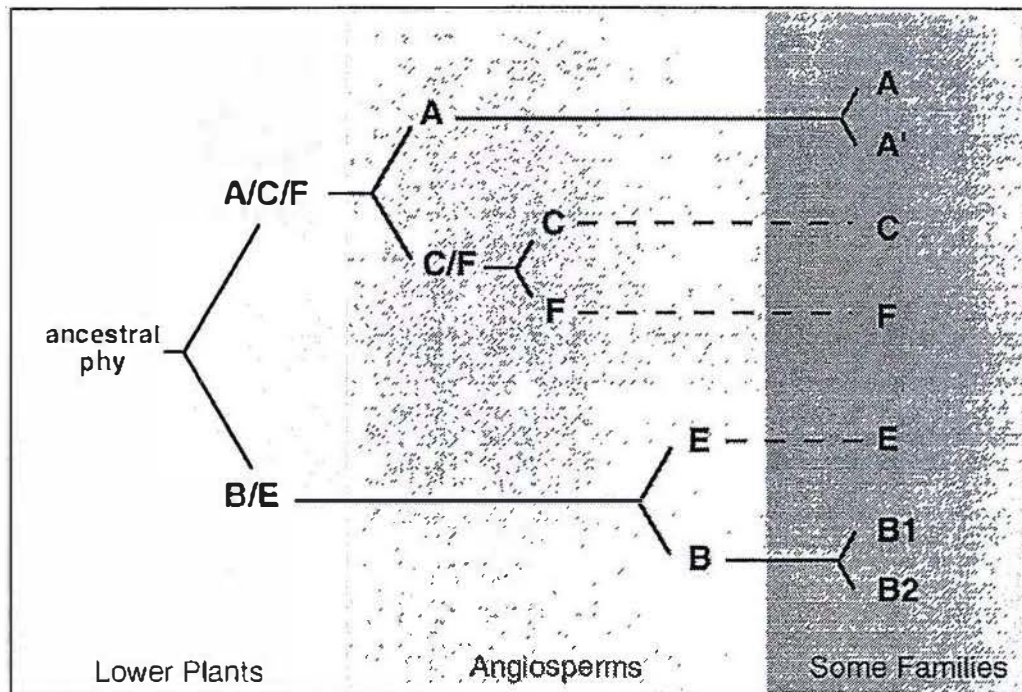 A
A
A'
A/C/F
C
C
C/F
F
F
ancestral
phy
E
E
B/E
B1
B
B2
Lower Plants
Angiosperms
Some Families